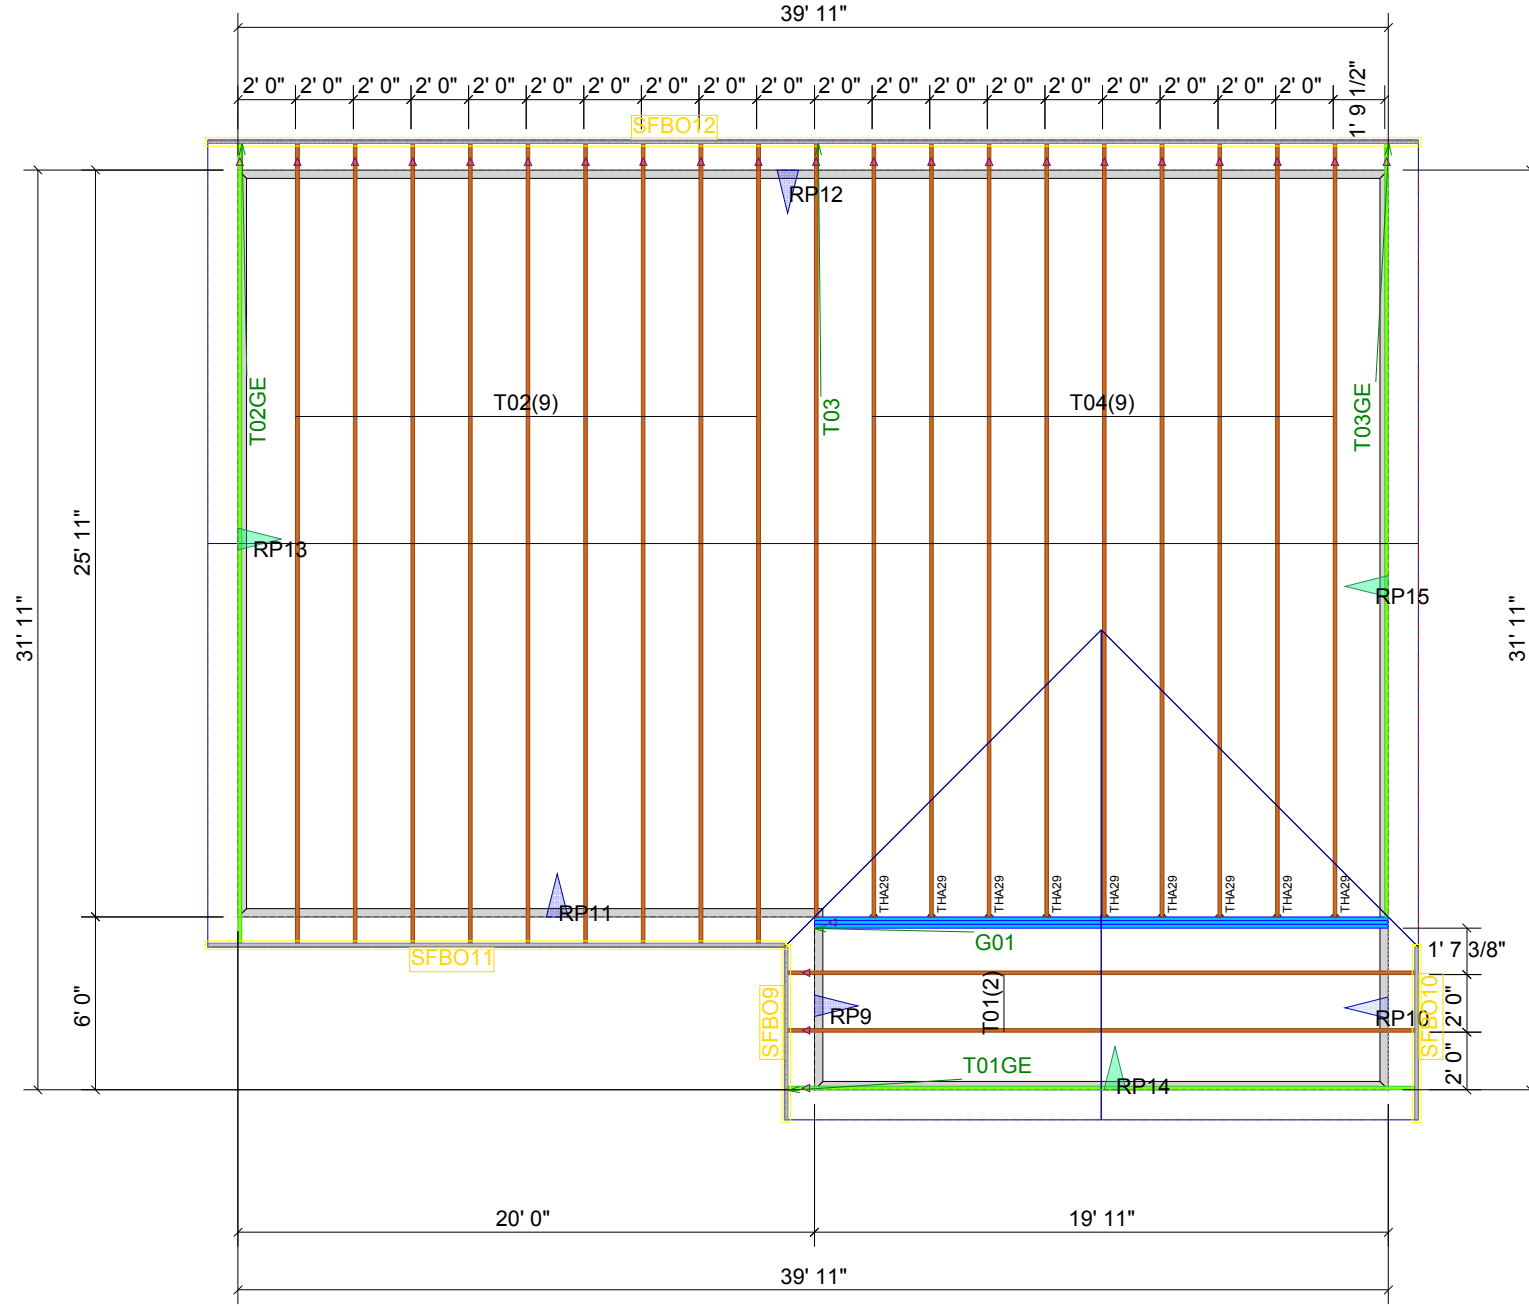 39' 11"
2' 0" 2' 0" 2' 0" 2' 0" 2' 0" 2' 0" 2' 0" 2' 0" 2' 0" 2' 0" 2' 0" 2' 0" 2' 0" 2' 0" 2' 0" 2' 0" 2' 0" 2' 0" 2' 0" 1' 9 1/2"
SFBO12
RP12
T02GE
T02(9)
T03
T04(9)
T03GE
RP13
RP15
25' 11"
31' 11"
31' 11"
THA29 THA29 THA29 THA29 THA29 THA29 THA29 THA29 THA29
RP11
G01
SFBO11
1' 7 3/8"
6' 0"
SFBO9
RP9
T01(2)
RP10
SFBO10
2' 0"
T01GE
RP14
2' 0"
20' 0"
19' 11"
39' 11"